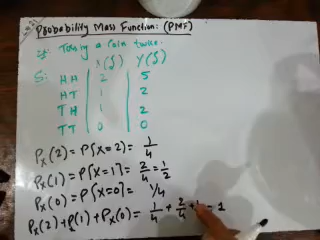 Probability Mass Function: (PMF)
Tossing a Coin twice.
X(ζ) Y(ζ)
S: HH 2 5
HT 1 2
TH 1 2
TT 0 0
Px(2) = P{X=2} = 1/4
Px(1) = P{X=1} = 2/4 = 1/2
Px(0) = P{X=0} = 1/4
Px(2)+P(1)+Px(0) = 1/4 + 2/4 + = 1